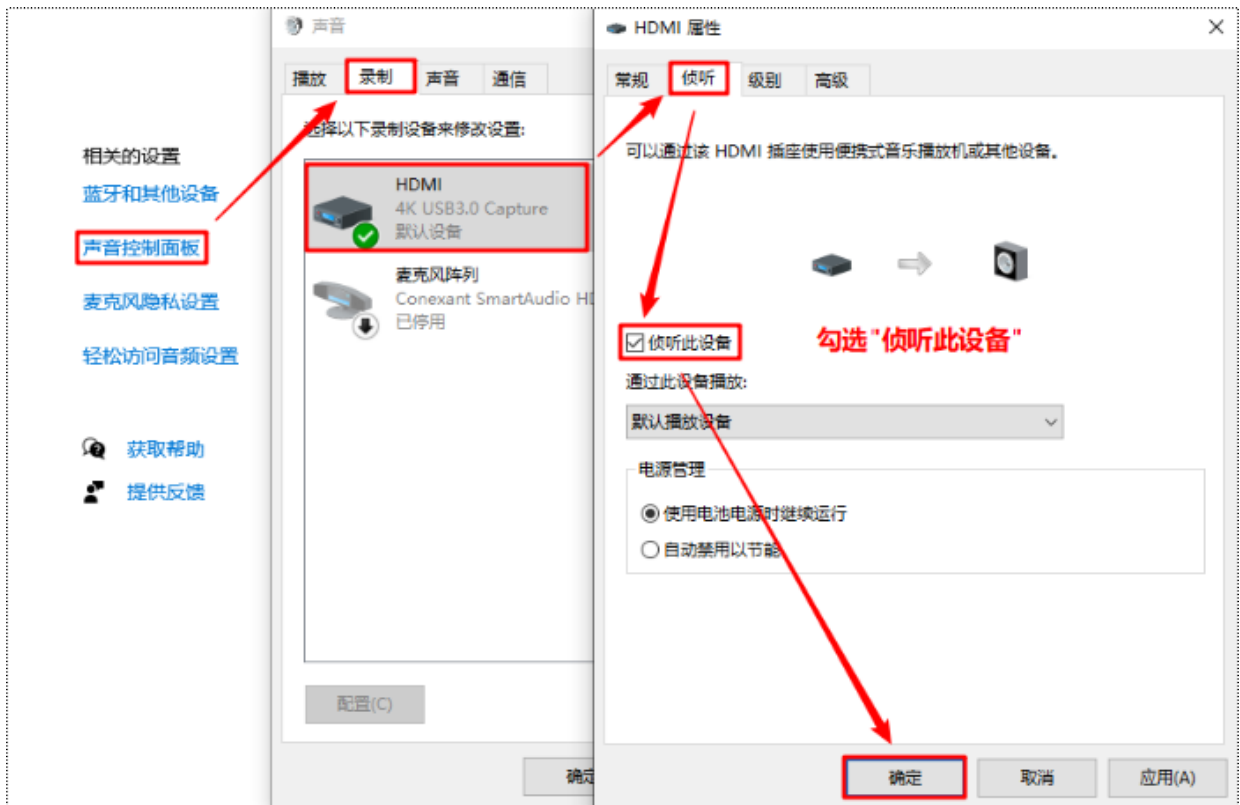 相关的设置
蓝牙和其他设备
声音控制面板
麦克风隐私设置
轻松访问音频设置
获取帮助
提供反馈
声音
播放 录制 声音 通信
选择以下录制设备来修改设置:
HDMI
4K USB3.0 Capture
默认设备
麦克风阵列
Conexant SmartAudio HD
已停用
配置(C)
确定
HDMI 属性
常规 侦听 级别 高级
可以通过该 HDMI 插座使用便携式音乐播放机或其他设备。
侦听此设备
勾选"侦听此设备"
通过此设备播放:
默认播放设备
电源管理
使用电池电源时继续运行
自动禁用以节能
确定 取消 应用(A)